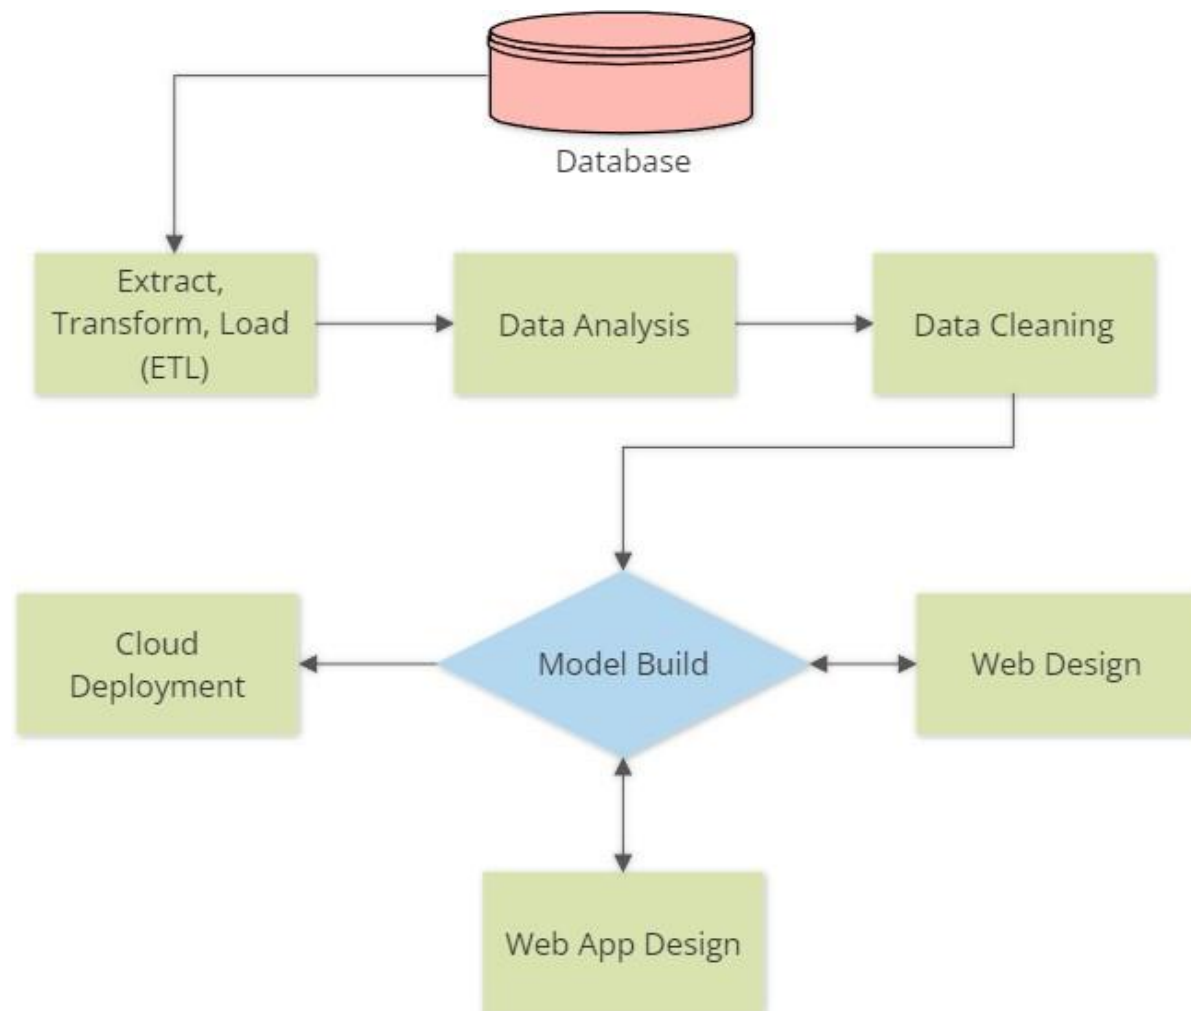 Database
Extract,
Transform, Load
(ETL)
Data Analysis
Data Cleaning
Cloud
Deployment
Model Build
Web Design
Web App Design